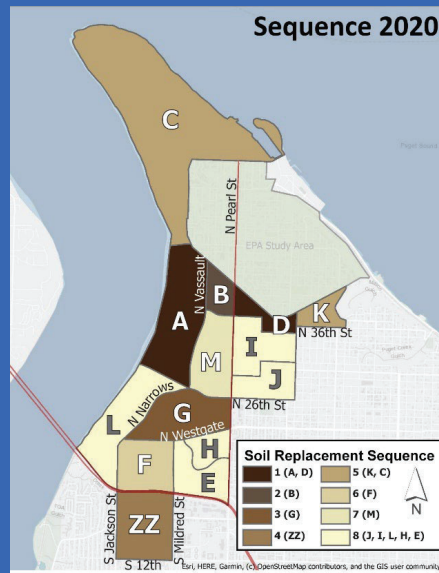 Sequence 2020
C
N Pearl St
EPA Study Area
N Vassault
B
A
D
K
N 36th St
I
M
J
N Narrows
N 26th St
L
G
N Westgate
H
F
E
S Jackson St
ZZ
S Mildred St
S 12th
Soil Replacement Sequence
1 (A, D)
2 (B)
3 (G)
4 (ZZ)
5 (K, C)
6 (F)
7 (M)
8 (J, I, L, H, E)
N
Esri, HERE, Garmin, (c) OpenStreetMap contributors, and the GIS user community